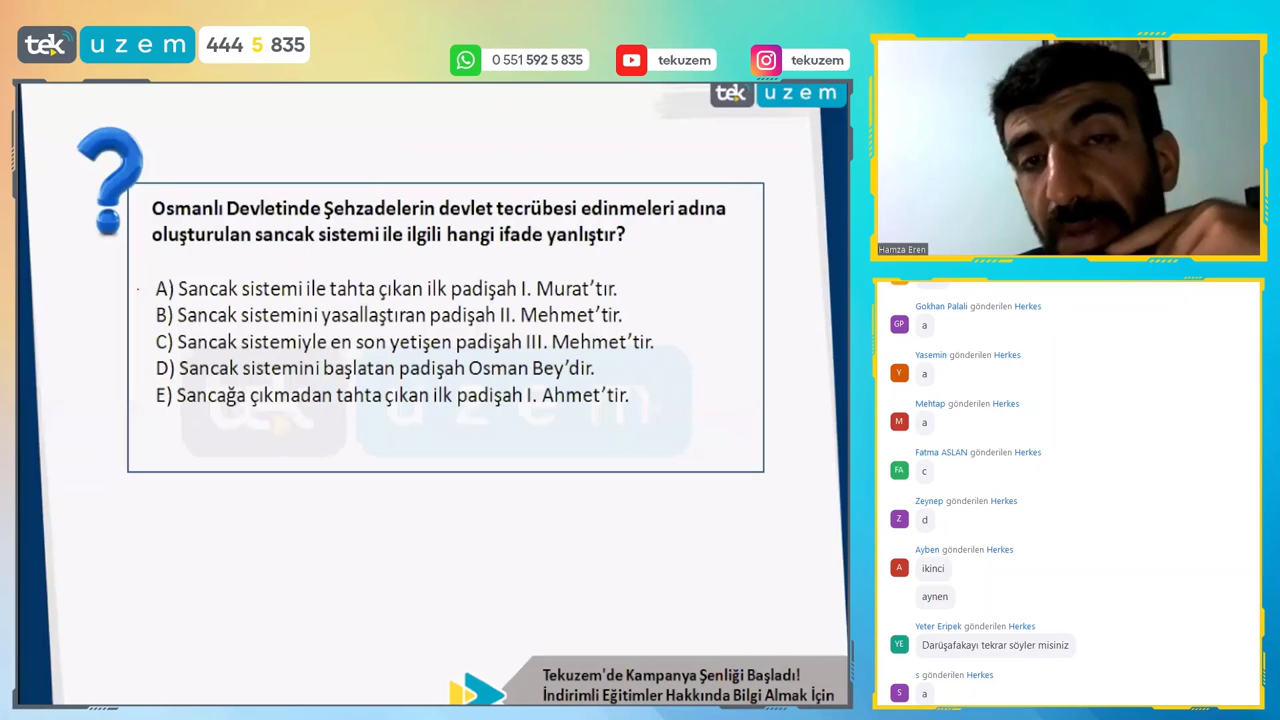 tek uzem 444 5 835
0 551 592 5 835
tekuzem
tekuzem
tek uzem
Osmanlı Devletinde Şehzadelerin devlet tecrübesi edinmeleri adına
oluşturulan sancak sistemi ile ilgili hangi ifade yanlıştır?
A) Sancak sistemi ile tahta çıkan ilk padişah I. Murat’tır.
B) Sancak sistemini yasallaştıran padişah II. Mehmet’tir.
C) Sancak sistemiyle en son yetişen padişah III. Mehmet’tir.
D) Sancak sistemini başlatan padişah Osman Bey’dir.
E) Sancağa çıkmadan tahta çıkan ilk padişah I. Ahmet’tir.
tek uzem
Tekuzem'de Kampanya Şenliği Başladı!
İndirimli Eğitimler Hakkında Bilgi Almak İçin
Hamza Eren
Gokhan Palali gönderilen Herkes
GP a
Yasemin gönderilen Herkes
Y a
Mehtap gönderilen Herkes
M a
Fatma ASLAN gönderilen Herkes
FA c
Zeynep gönderilen Herkes
Z d
Ayben gönderilen Herkes
A ikinci
aynen
Yeter Eripek gönderilen Herkes
YE Darüşafakayı tekrar söyler misiniz
s gönderilen Herkes
S a